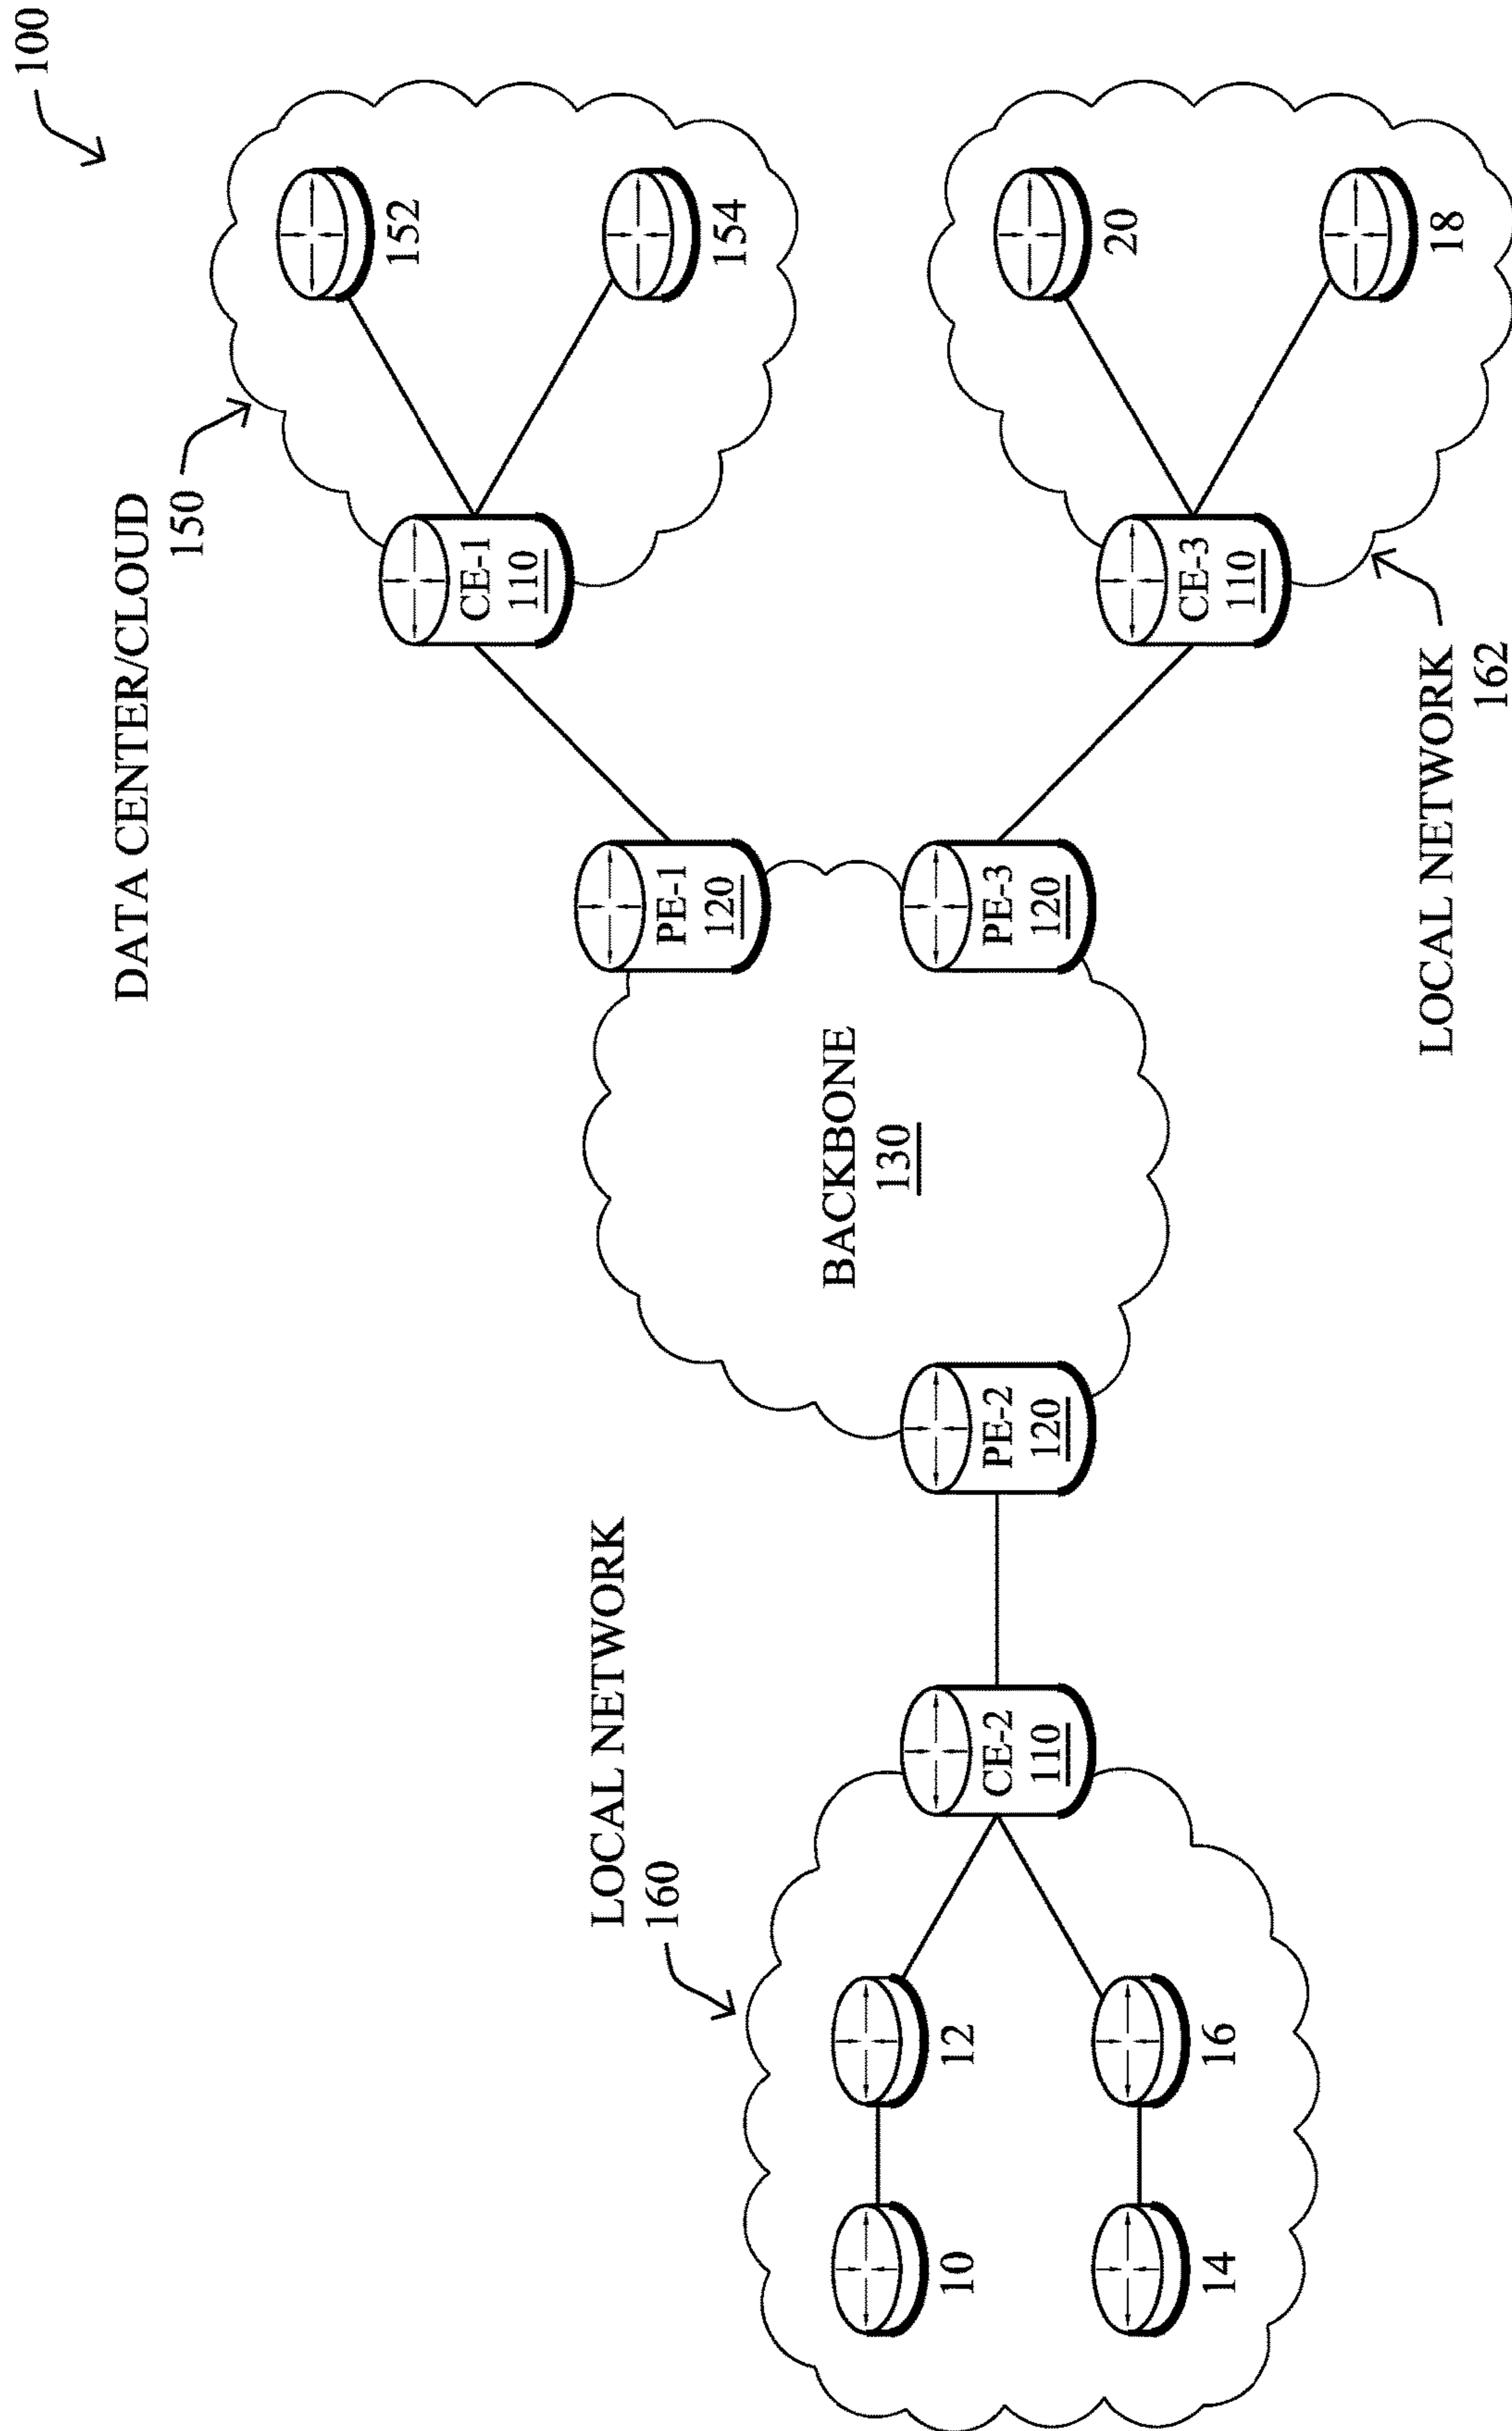 100
DATA CENTER/CLOUD
150
152
154
CE-1
110
PE-1
120
BACKBONE
130
PE-3
120
CE-3
110
20
18
LOCAL NETWORK
162
PE-2
120
LOCAL NETWORK
160
CE-2
110
12
10
16
14